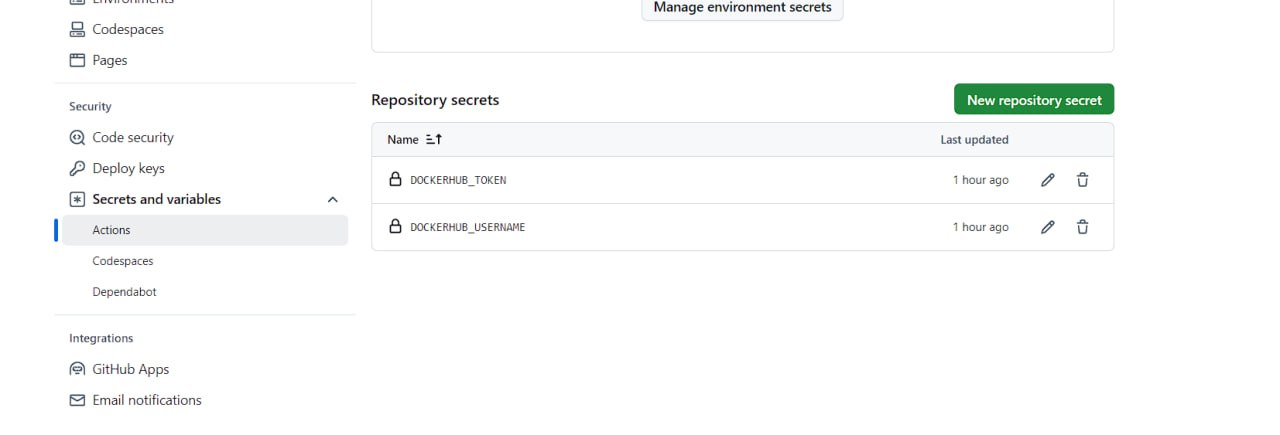 Environments
Codespaces
Pages
Security
Code security
Deploy keys
Secrets and variables
Actions
Codespaces
Dependabot
Integrations
GitHub Apps
Email notifications
Manage environment secrets
Repository secrets
New repository secret
Name
Last updated
DOCKERHUB_TOKEN
1 hour ago
DOCKERHUB_USERNAME
1 hour ago